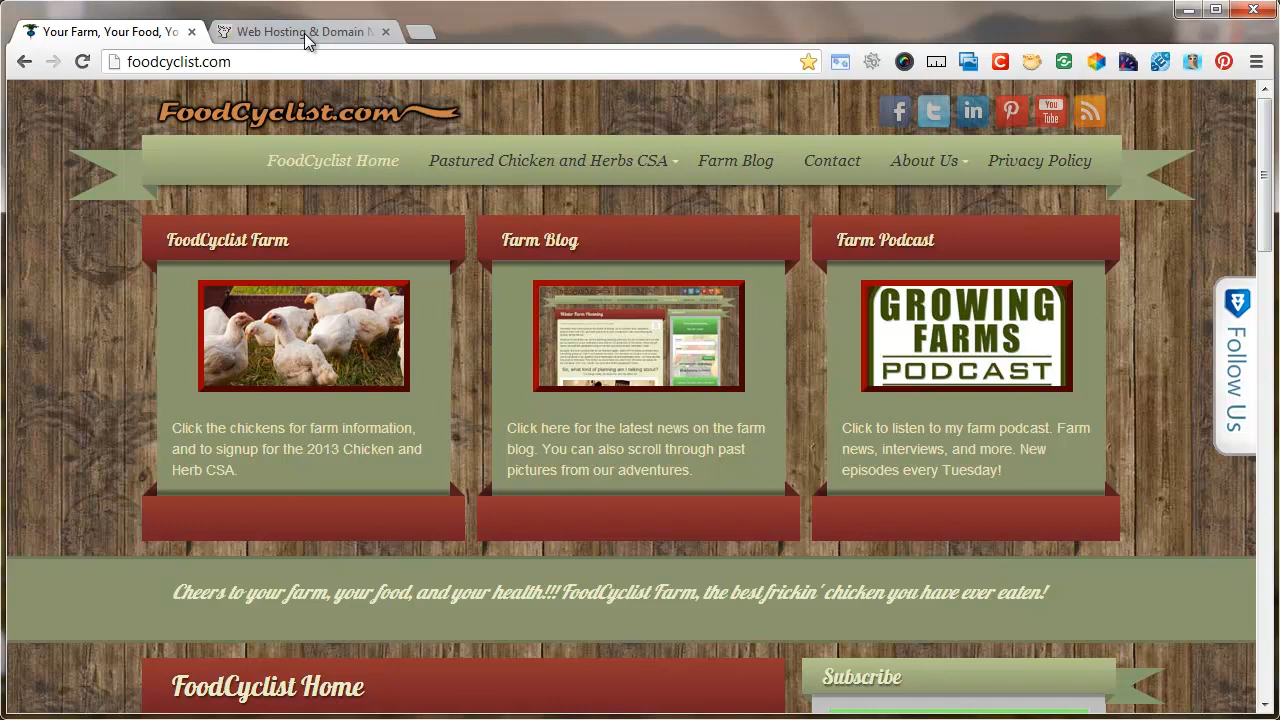 Your Farm, Your Food, Yo
Web Hosting & Domain N
foodcyclist.com
FoodCyclist.com
You
Tube
FoodCyclist Home
Pastured Chicken and Herbs CSA
Farm Blog
Contact
About Us
Privacy Policy
FoodCyclist Farm
Farm Blog
Farm Podcast
GROWING
FARMS
PODCAST
Click the chickens for farm information,
and to signup for the 2013 Chicken and
Herb CSA.
Click here for the latest news on the farm
blog. You can also scroll through past
pictures from our adventures.
Click to listen to my farm podcast. Farm
news, interviews, and more. New
episodes every Tuesday!
Follow Us
Cheers to your farm, your food, and your health!!! FoodCyclist Farm, the best frickin' chicken you have ever eaten!
FoodCyclist Home
Subscribe